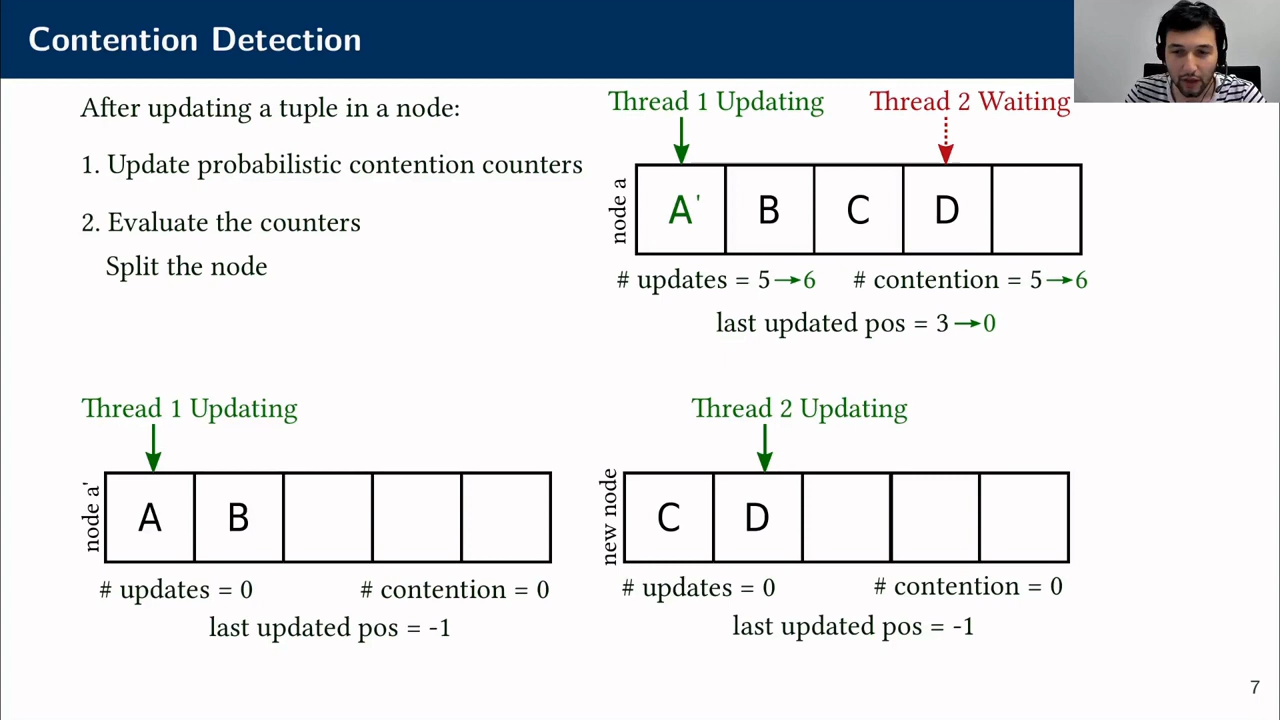 Contention Detection
After updating a tuple in a node:
1. Update probabilistic contention counters
2. Evaluate the counters
Split the node
Thread 1 Updating
Thread 2 Waiting
node a
A' B C D
# updates = 5→6
# contention = 5→6
last updated pos = 3→0
Thread 1 Updating
node a'
A B
# updates = 0
# contention = 0
last updated pos = -1
Thread 2 Updating
new node
C D
# updates = 0
# contention = 0
last updated pos = -1
7